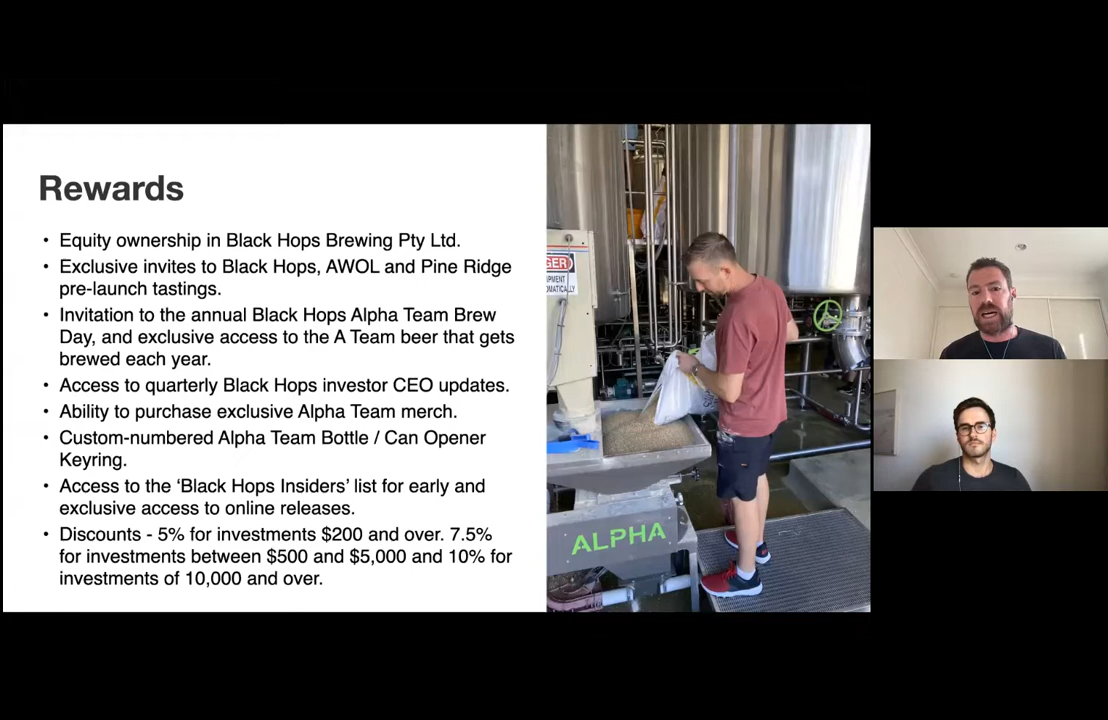 Rewards
• Equity ownership in Black Hops Brewing Pty Ltd.
• Exclusive invites to Black Hops, AWOL and Pine Ridge
pre-launch tastings.
• Invitation to the annual Black Hops Alpha Team Brew
Day, and exclusive access to the A Team beer that gets
brewed each year.
• Access to quarterly Black Hops investor CEO updates.
• Ability to purchase exclusive Alpha Team merch.
• Custom-numbered Alpha Team Bottle / Can Opener
Keyring.
• Access to the ‘Black Hops Insiders’ list for early and
exclusive access to online releases.
• Discounts - 5% for investments $200 and over. 7.5%
for investments between $500 and $5,000 and 10% for
investments of 10,000 and over.
GER
IPMENT
OMATICALLY
ALPHA